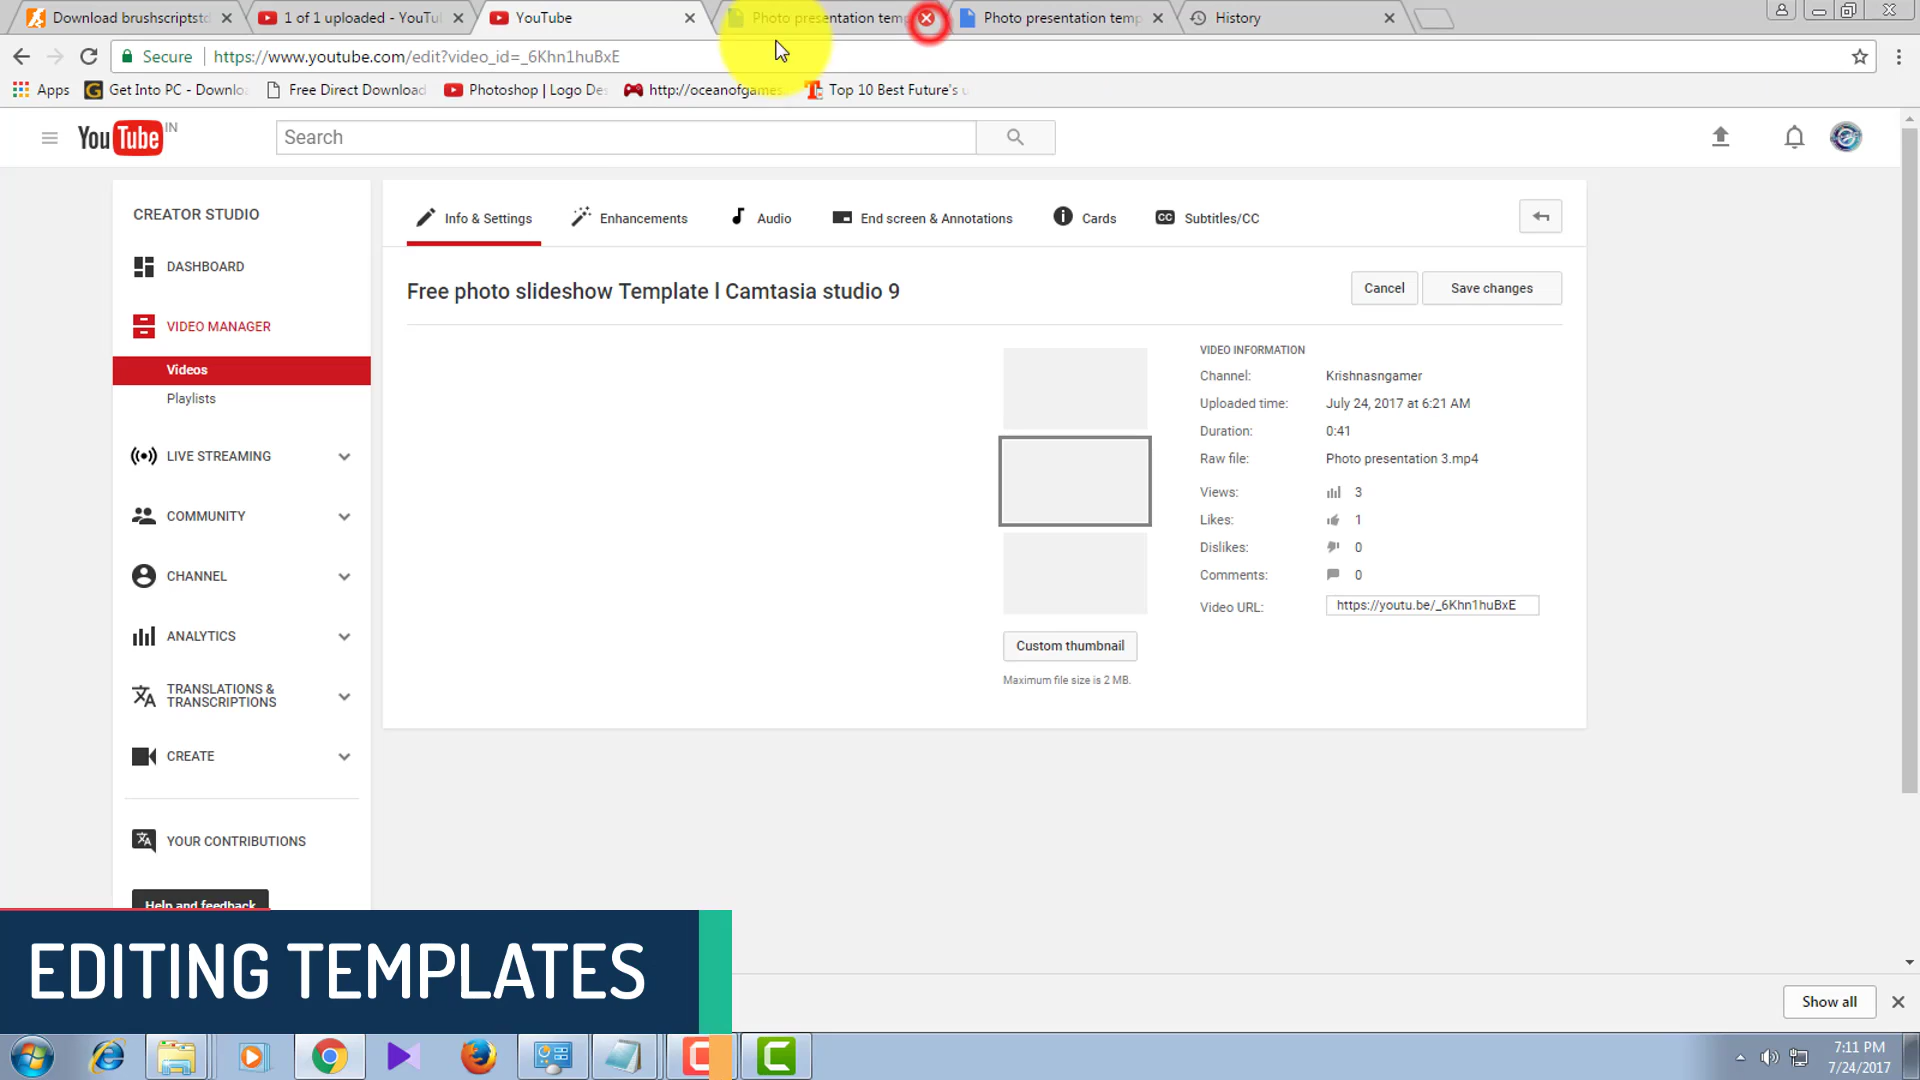 Download brushscriptstd
1 of 1 uploaded - YouTu
YouTube
Photo presentation temp
Photo presentation temp
History
Secure
https://www.youtube.com/edit?video_id=_6Khn1huBxE
Apps
Get Into PC - Downlo
Free Direct Download
Photoshop | Logo Des
http://oceanofgames.
Top 10 Best Future's u
YouTube IN
Search
CREATOR STUDIO
DASHBOARD
VIDEO MANAGER
Videos
Playlists
LIVE STREAMING
COMMUNITY
CHANNEL
ANALYTICS
TRANSLATIONS &
TRANSCRIPTIONS
CREATE
YOUR CONTRIBUTIONS
Help and feedback
Info & Settings
Enhancements
Audio
End screen & Annotations
Cards
CC Subtitles/CC
Free photo slideshow Template l Camtasia studio 9
Cancel
Save changes
VIDEO INFORMATION
Channel: Krishnasngamer
Uploaded time: July 24, 2017 at 6:21 AM
Duration: 0:41
Raw file: Photo presentation 3.mp4
Views: 3
Likes: 1
Dislikes: 0
Comments: 0
Video URL: https://youtu.be/_6Khn1huBxE
Custom thumbnail
Maximum file size is 2 MB.
EDITING TEMPLATES
Show all
7:11 PM
7/24/2017